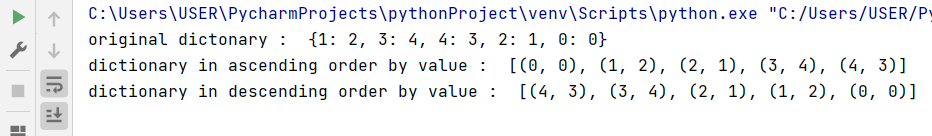 C:\Users\USER\PycharmProjects\pythonProject\venv\Scripts\python.exe "C:/Users/USER/Py
original dictonary :  {1: 2, 3: 4, 4: 3, 2: 1, 0: 0}
dictionary in ascending order by value :  [(0, 0), (1, 2), (2, 1), (3, 4), (4, 3)]
dictionary in descending order by value :  [(4, 3), (3, 4), (2, 1), (1, 2), (0, 0)]